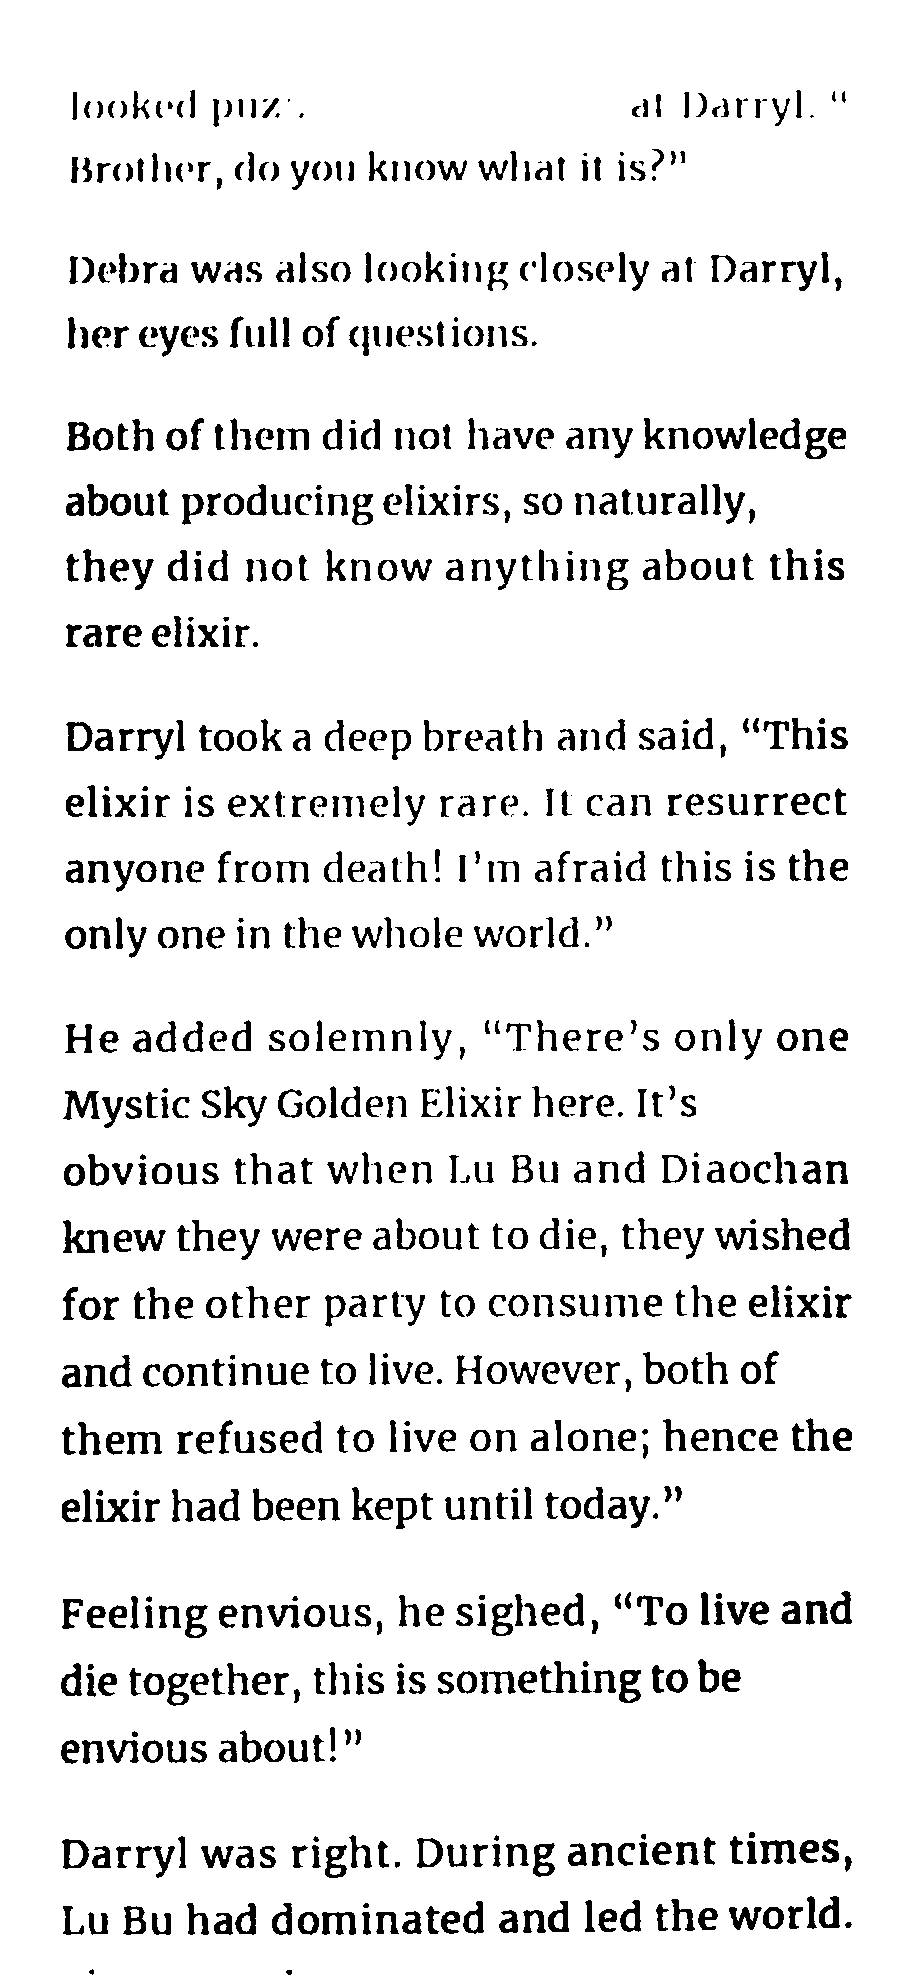 looked at Darryl. “
Brother, do you know what it is?”
Debra was also looking closely at Darryl,
her eyes full of questions.
Both of them did not have any knowledge
about producing elixirs, so naturally,
they did not know anything about this
rare elixir.
Darryl took a deep breath and said, “This
elixir is extremely rare. It can resurrect
anyone from death! I’m afraid this is the
only one in the whole world.”
He added solemnly, “There’s only one
Mystic Sky Golden Elixir here. It’s
obvious that when Lu Bu and Diaochan
knew they were about to die, they wished
for the other party to consume the elixir
and continue to live. However, both of
them refused to live on alone; hence the
elixir had been kept until today.”
Feeling envious, he sighed, “To live and
die together, this is something to be
envious about!”
Darryl was right. During ancient times,
Lu Bu had dominated and led the world.